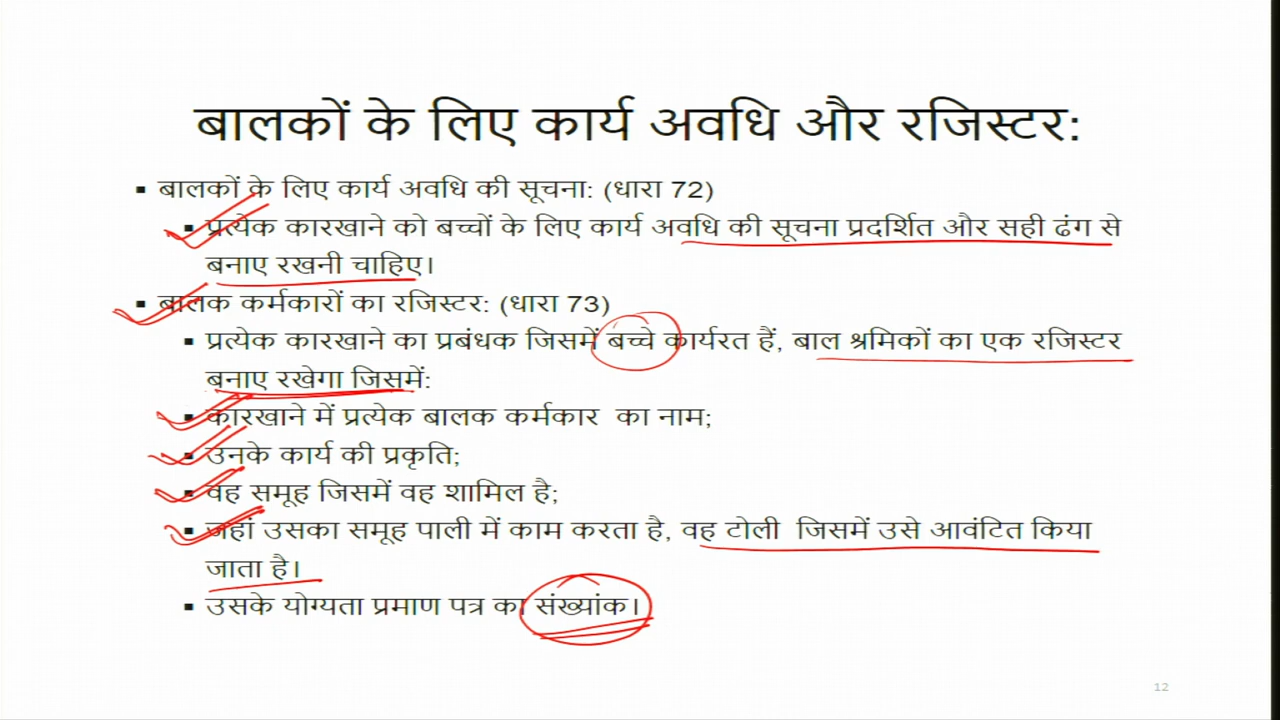 बालकों के लिए कार्य अवधि और रजिस्टर:
▪ बालकों के लिए कार्य अवधि की सूचना: (धारा 72)
▪ प्रत्येक कारखाने को बच्चों के लिए कार्य अवधि की सूचना प्रदर्शित और सही ढंग से
बनाए रखनी चाहिए।
▪ बालक कर्मकारों का रजिस्टर: (धारा 73)
▪ प्रत्येक कारखाने का प्रबंधक जिसमें बच्चे कार्यरत हैं, बाल श्रमिकों का एक रजिस्टर
बनाए रखेगा जिसमें:
▪ कारखाने में प्रत्येक बालक कर्मकार का नाम;
▪ उनके कार्य की प्रकृति;
▪ वह समूह जिसमें वह शामिल है;
▪ जहां उसका समूह पाली में काम करता है, वह टोली जिसमें उसे आवंटित किया
जाता है।
▪ उसके योग्यता प्रमाण पत्र का संख्यांक।
12